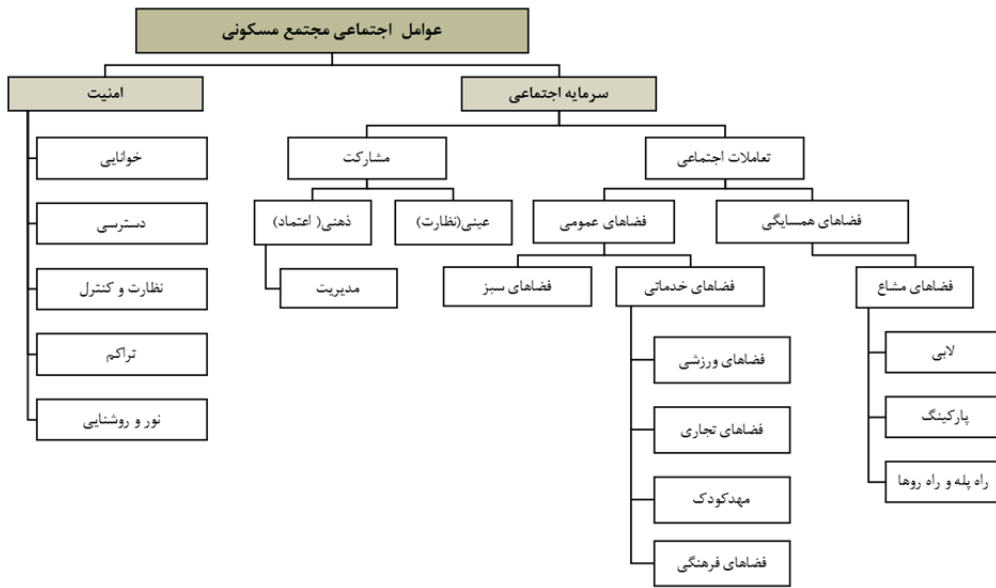 عوامل اجتماعی مجتمع مسکونی
سرمایه اجتماعی
امنیت
تعاملات اجتماعی
مشارکت
خوانایی
فضاهای همسایگی
فضاهای عمومی
عینی(نظارت)
ذهنی( اعتماد)
دسترسی
فضاهای مشاع
فضاهای خدماتی
فضاهای سبز
مدیریت
نظارت و کنترل
لابی
فضاهای ورزشی
تراکم
پارکینگ
فضاهای تجاری
نور و روشنایی
راه پله و راه روها
مهدکودک
فضاهای فرهنگی